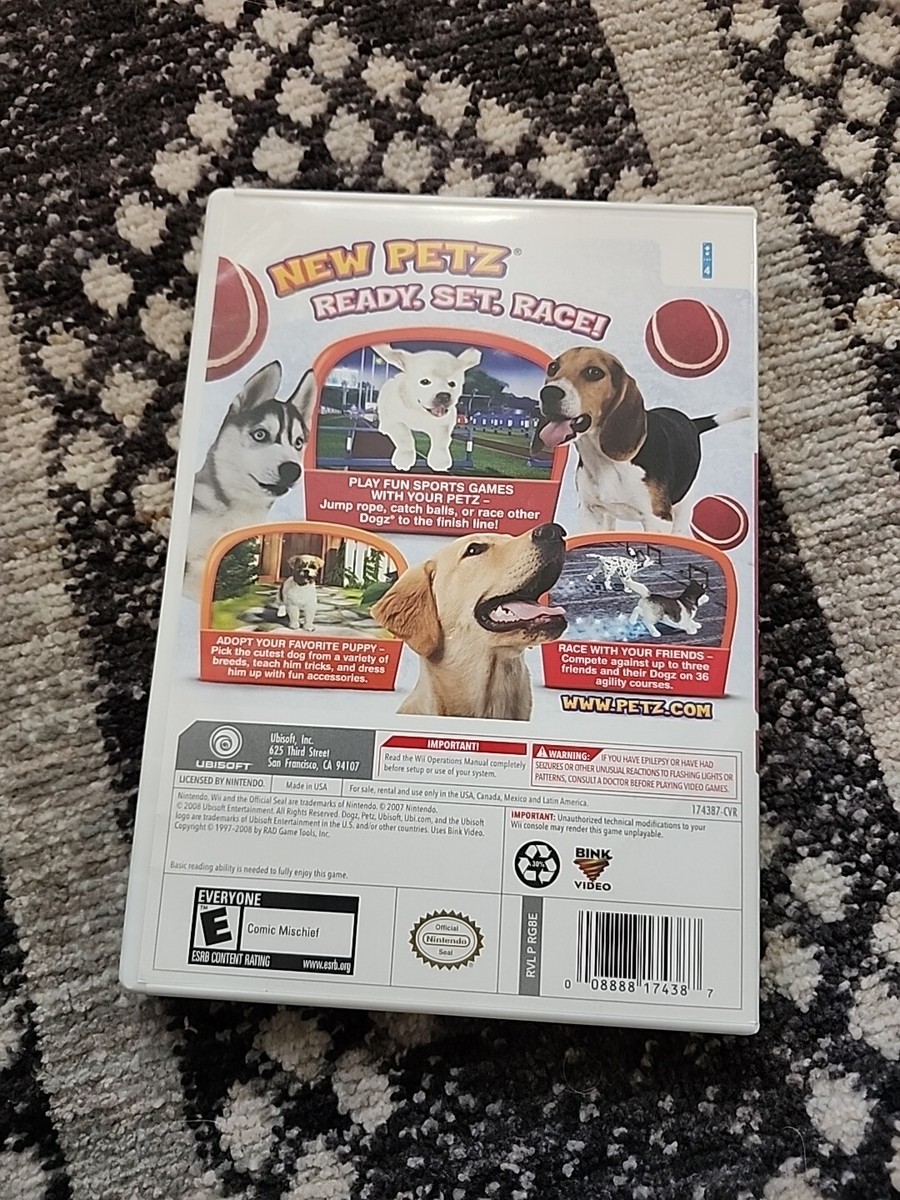 NEW PETZ®
4
READY, SET, RACE!
PLAY FUN SPORTS GAMES
WITH YOUR PETZ –
Jump rope, catch balls, or race other
Dogz® to the finish line!
ADOPT YOUR FAVORITE PUPPY –
Pick the cutest dog from a variety of
breeds, teach him tricks, and dress
him up with fun accessories.
RACE WITH YOUR FRIENDS –
Compete against up to three
friends and their Dogz on 36
agility courses.
WWW.PETZ.COM
UBISOFT
Ubisoft, Inc.
625 Third Street
San Francisco, CA 94107
IMPORTANT!
Read the Wii Operations Manual completely
before setup or use of your system.
WARNING: IF YOU HAVE EPILEPSY OR HAVE HAD
SEIZURES OR OTHER UNUSUAL REACTIONS TO FLASHING LIGHTS OR
PATTERNS, CONSULT A DOCTOR BEFORE PLAYING VIDEO GAMES.
LICENSED BY NINTENDO.
Made in USA
For sale, rental and use only in the USA, Canada, Mexico and Latin America.
174387-CVR
Nintendo, Wii and the Official Seal are trademarks of Nintendo. © 2007 Nintendo.
© 2008 Ubisoft Entertainment. All Rights Reserved. Dogz, Petz, Ubisoft, Ubi.com, and the Ubisoft
logo are trademarks of Ubisoft Entertainment in the U.S. and/or other countries. Uses Bink Video.
Copyright © 1997-2008 by RAD Game Tools, Inc.
IMPORTANT: Unauthorized technical modifications to your
Wii console may render this game unplayable.
30%
BINK
VIDEO
Basic reading ability is needed to fully enjoy this game.
EVERYONE
E
TM
Comic Mischief
ESRB CONTENT RATING
www.esrb.org
Official
Nintendo
Seal
RVL P RG8E
0 08888 17438 7